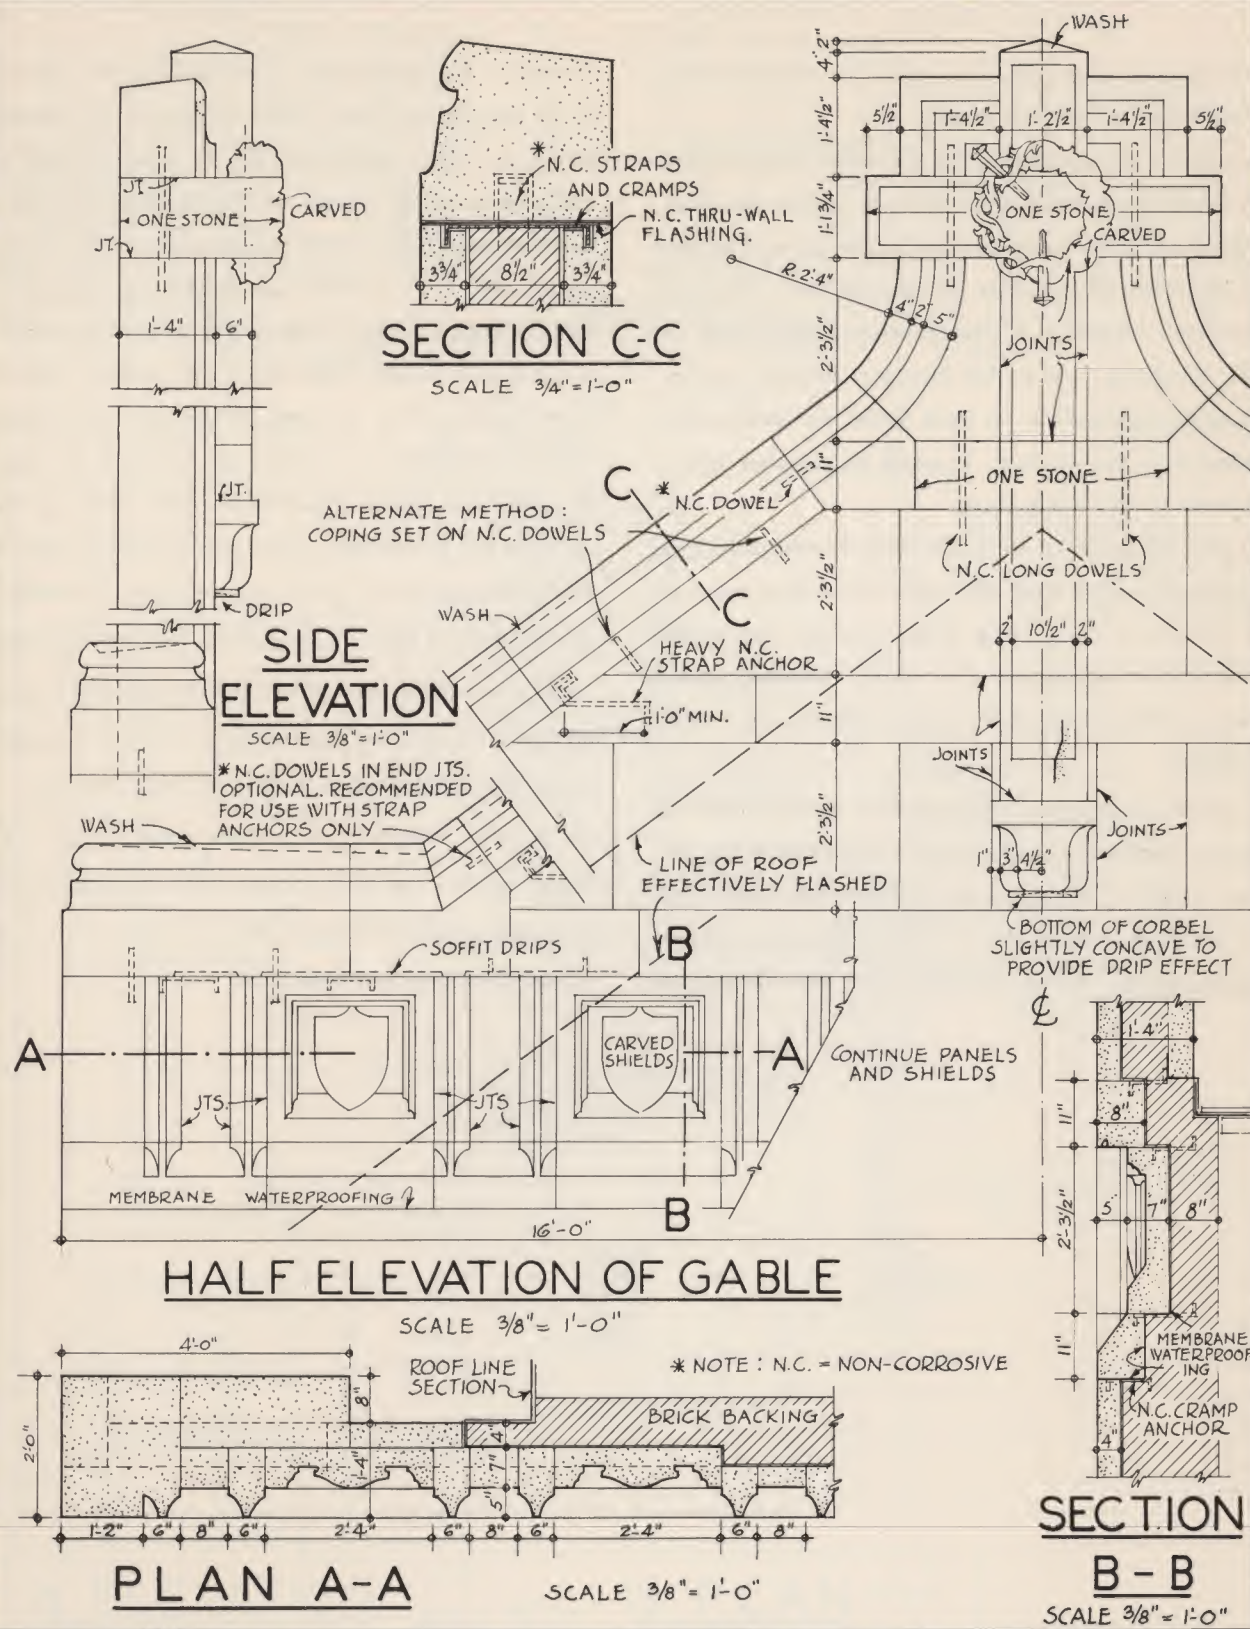 WASH
2"
4"
1'-4½"
1'-1¾"
2'-3½"
11"
2'-3½"
11"
2'-3½"
5½"
1'-4½"
1'-2½"
1'-4½"
5½"
ONE STONE
CARVED
R. 2'-4"
4"
2"
5"
JOINTS
ONE STONE
N.C. LONG DOWELS
2"
10½"
2"
JOINTS
JOINTS
1"
3"
4½"
BOTTOM OF CORBEL
SLIGHTLY CONCAVE TO
PROVIDE DRIP EFFECT
℄
JT.
ONE STONE
JT.
CARVED
1'-4"
6"
JT.
DRIP
SIDE
ELEVATION
SCALE 3/8"=1'-0"
* N.C. STRAPS
AND CRAMPS
N.C. THRU-WALL
FLASHING.
3¾"
8½"
3¾"
SECTION C-C
SCALE 3/4"=1'-0"
C
* N.C. DOWEL
ALTERNATE METHOD:
COPING SET ON N.C. DOWELS
C
WASH
HEAVY N.C.
STRAP ANCHOR
1'-0" MIN.
* N.C. DOWELS IN END JTS.
OPTIONAL. RECOMMENDED
FOR USE WITH STRAP
ANCHORS ONLY
WASH
LINE OF ROOF
EFFECTIVELY FLASHED
SOFFIT DRIPS
B
A
A
CARVED
SHIELDS
CONTINUE PANELS
AND SHIELDS
JTS.
JTS.
MEMBRANE WATERPROOFING
B
16'-0"
HALF ELEVATION OF GABLE
SCALE 3/8"= 1'-0"
4'-0"
ROOF LINE
SECTION
* NOTE : N.C. = NON-CORROSIVE
2'-0"
8"
1'-4"
4"
7"
5"
BRICK BACKING
1'-2"
6"
8"
6"
2'-4"
6"
8"
6"
2'-4"
6"
8"
PLAN A-A
SCALE 3/8"= 1'-0"
1'-4"
11"
8"
2'-3½"
5"
7"
8"
11"
MEMBRANE
WATERPROOF
ING
N.C. CRAMP
ANCHOR
4"
SECTION
B-B
SCALE 3/8"= 1'-0"